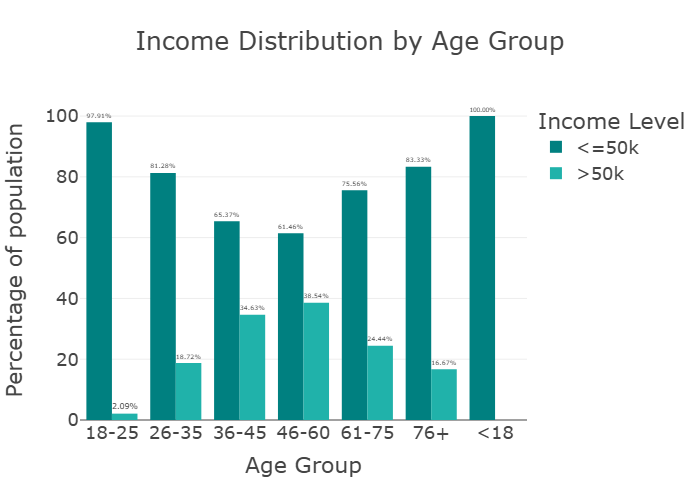 Income Distribution by Age Group
Income Level
<=50k
>50k
Percentage of population
100
80
60
40
20
0
97.91%
2.09%
81.28%
18.72%
65.37%
34.63%
61.46%
38.54%
75.56%
24.44%
83.33%
16.67%
100.00%
18-25 26-35 36-45 46-60 61-75 76+ <18
Age Group